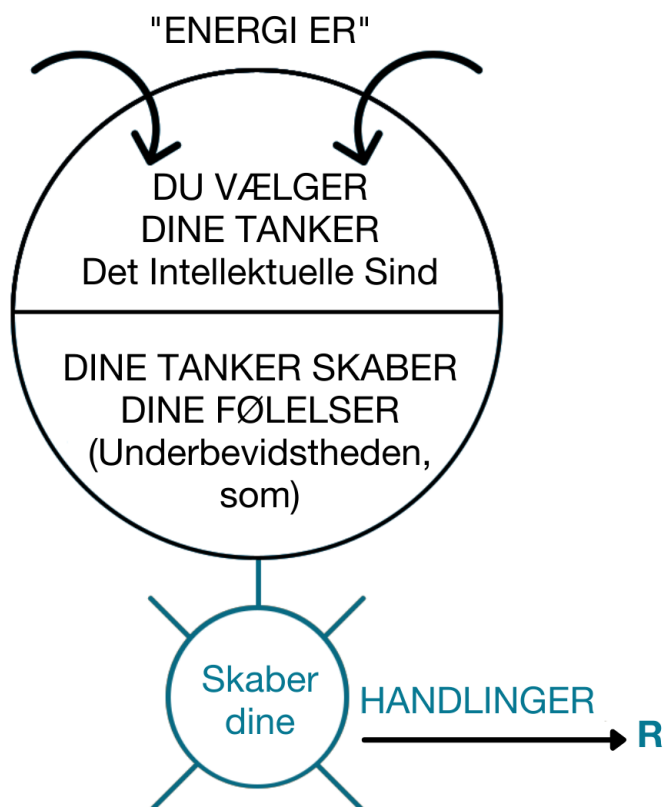 "ENERGI ER"
DU VÆLGER
DINE TANKER
Det Intellektuelle Sind
DINE TANKER SKABER
DINE FØLELSER
(Underbevidstheden,
som)
Skaber
dine
HANDLINGER
R